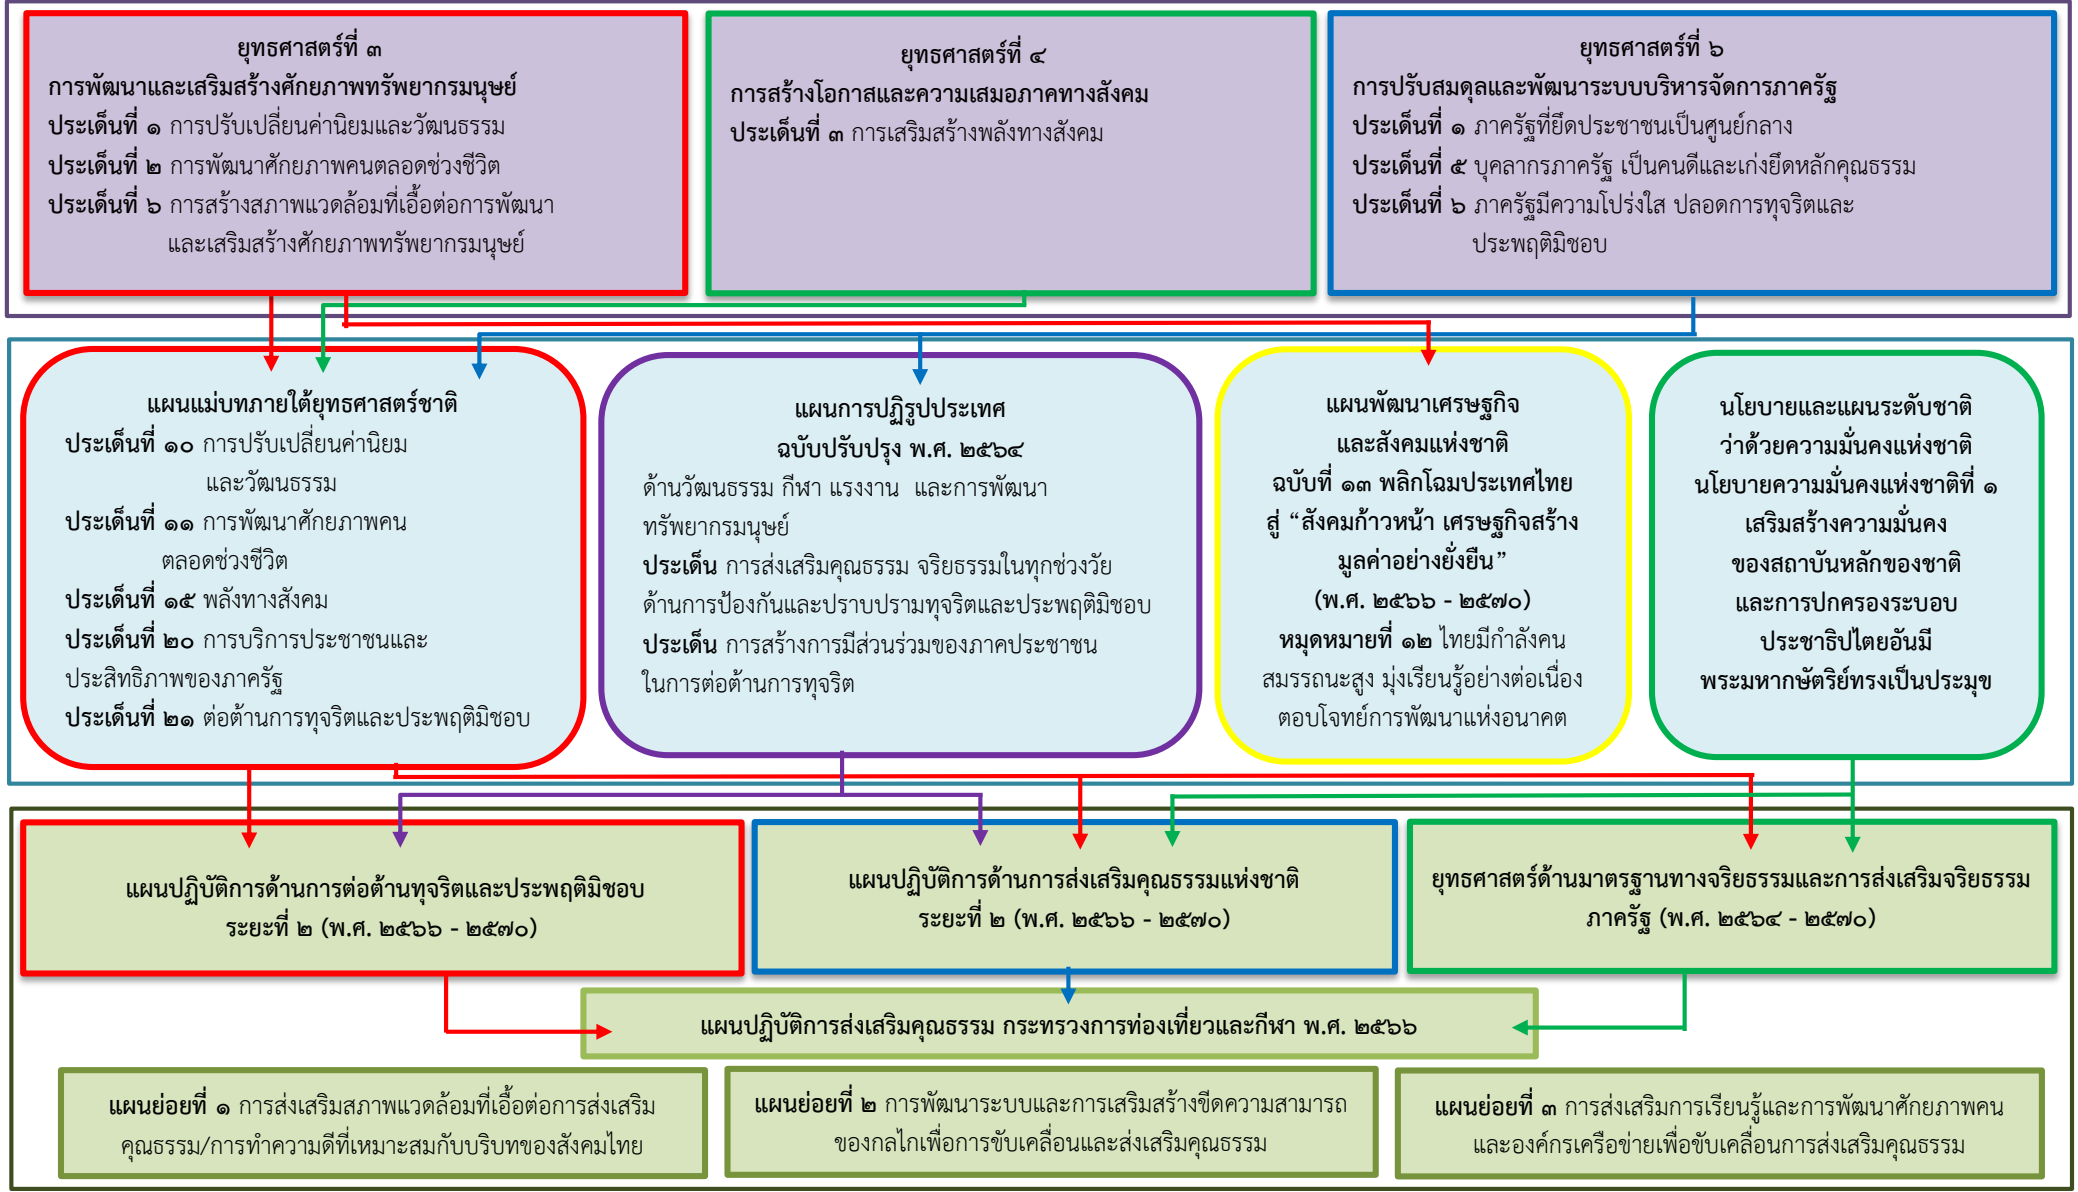 ยุทธศาสตร์ที่ ๓
การพัฒนาและเสริมสร้างศักยภาพทรัพยากรมนุษย์
ประเด็นที่ ๑ การปรับเปลี่ยนค่านิยมและวัฒนธรรม
ประเด็นที่ ๒ การพัฒนาศักยภาพคนตลอดช่วงชีวิต
ประเด็นที่ ๖ การสร้างสภาพแวดล้อมที่เอื้อต่อการพัฒนา
และเสริมสร้างศักยภาพทรัพยากรมนุษย์
ยุทธศาสตร์ที่ ๔
การสร้างโอกาสและความเสมอภาคทางสังคม
ประเด็นที่ ๓ การเสริมสร้างพลังทางสังคม
ยุทธศาสตร์ที่ ๖
การปรับสมดุลและพัฒนาระบบบริหารจัดการภาครัฐ
ประเด็นที่ ๑ ภาครัฐที่ยึดประชาชนเป็นศูนย์กลาง
ประเด็นที่ ๕ บุคลากรภาครัฐ เป็นคนดีและเก่งยึดหลักคุณธรรม
ประเด็นที่ ๖ ภาครัฐมีความโปร่งใส ปลอดการทุจริตและ
ประพฤติมิชอบ
แผนแม่บทภายใต้ยุทธศาสตร์ชาติ
ประเด็นที่ ๑๐ การปรับเปลี่ยนค่านิยม
และวัฒนธรรม
ประเด็นที่ ๑๑ การพัฒนาศักยภาพคน
ตลอดช่วงชีวิต
ประเด็นที่ ๑๕ พลังทางสังคม
ประเด็นที่ ๒๐ การบริการประชาชนและ
ประสิทธิภาพของภาครัฐ
ประเด็นที่ ๒๑ ต่อต้านการทุจริตและประพฤติมิชอบ
แผนการปฏิรูปประเทศ
ฉบับปรับปรุง พ.ศ. ๒๕๖๔
ด้านวัฒนธรรม กีฬา แรงงาน และการพัฒนา
ทรัพยากรมนุษย์
ประเด็น การส่งเสริมคุณธรรม จริยธรรมในทุกช่วงวัย
ด้านการป้องกันและปราบปรามทุจริตและประพฤติมิชอบ
ประเด็น การสร้างการมีส่วนร่วมของภาคประชาชน
ในการต่อต้านการทุจริต
แผนพัฒนาเศรษฐกิจ
และสังคมแห่งชาติ
ฉบับที่ ๑๓ พลิกโฉมประเทศไทย
สู่ “สังคมก้าวหน้า เศรษฐกิจสร้าง
มูลค่าอย่างยั่งยืน”
(พ.ศ. ๒๕๖๖ - ๒๕๗๐)
หมุดหมายที่ ๑๒ ไทยมีกำลังคน
สมรรถนะสูง มุ่งเรียนรู้อย่างต่อเนื่อง
ตอบโจทย์การพัฒนาแห่งอนาคต
นโยบายและแผนระดับชาติ
ว่าด้วยความมั่นคงแห่งชาติ
นโยบายความมั่นคงแห่งชาติที่ ๑
เสริมสร้างความมั่นคง
ของสถาบันหลักของชาติ
และการปกครองระบอบ
ประชาธิปไตยอันมี
พระมหากษัตริย์ทรงเป็นประมุข
แผนปฏิบัติการด้านการต่อต้านทุจริตและประพฤติมิชอบ
ระยะที่ ๒ (พ.ศ. ๒๕๖๖ - ๒๕๗๐)
แผนปฏิบัติการด้านการส่งเสริมคุณธรรมแห่งชาติ
ระยะที่ ๒ (พ.ศ. ๒๕๖๖ - ๒๕๗๐)
ยุทธศาสตร์ด้านมาตรฐานทางจริยธรรมและการส่งเสริมจริยธรรม
ภาครัฐ (พ.ศ. ๒๕๖๔ - ๒๕๗๐)
แผนปฏิบัติการส่งเสริมคุณธรรม กระทรวงการท่องเที่ยวและกีฬา พ.ศ. ๒๕๖๖
แผนย่อยที่ ๑ การส่งเสริมสภาพแวดล้อมที่เอื้อต่อการส่งเสริม
คุณธรรม/การทำความดีที่เหมาะสมกับบริบทของสังคมไทย
แผนย่อยที่ ๒ การพัฒนาระบบและการเสริมสร้างขีดความสามารถ
ของกลไกเพื่อการขับเคลื่อนและส่งเสริมคุณธรรม
แผนย่อยที่ ๓ การส่งเสริมการเรียนรู้และการพัฒนาศักยภาพคน
และองค์กรเครือข่ายเพื่อขับเคลื่อนการส่งเสริมคุณธรรม